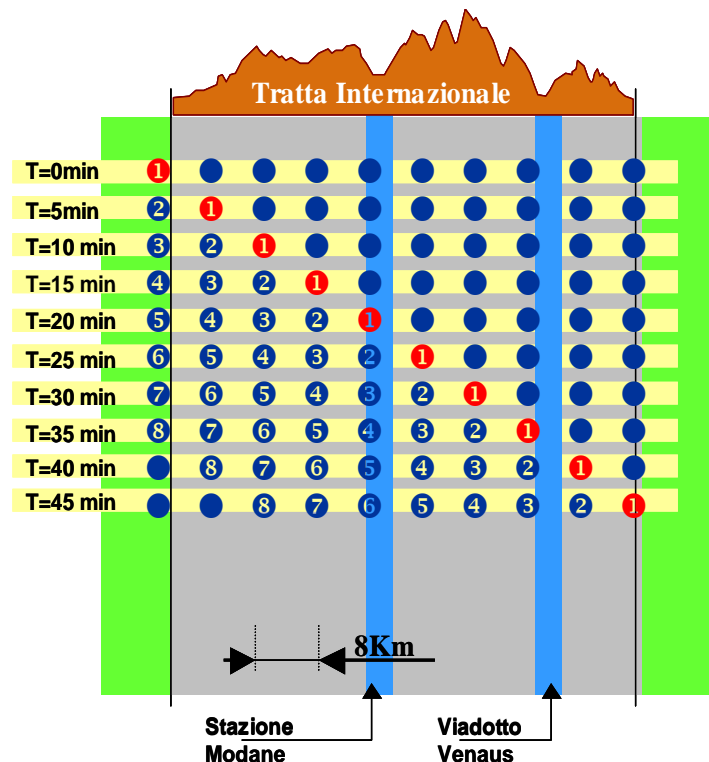 Tratta Internazionale
T=0min 1
T=5min 2 1
T=10 min 3 2 1
T=15 min 4 3 2 1
T=20 min 5 4 3 2 1
T=25 min 6 5 4 3 2 1
T=30 min 7 6 5 4 3 2 1
T=35 min 8 7 6 5 4 3 2 1
T=40 min 8 7 6 5 4 3 2 1
T=45 min 8 7 6 5 4 3 2 1
8Km
Stazione
Modane
Viadotto
Venaus